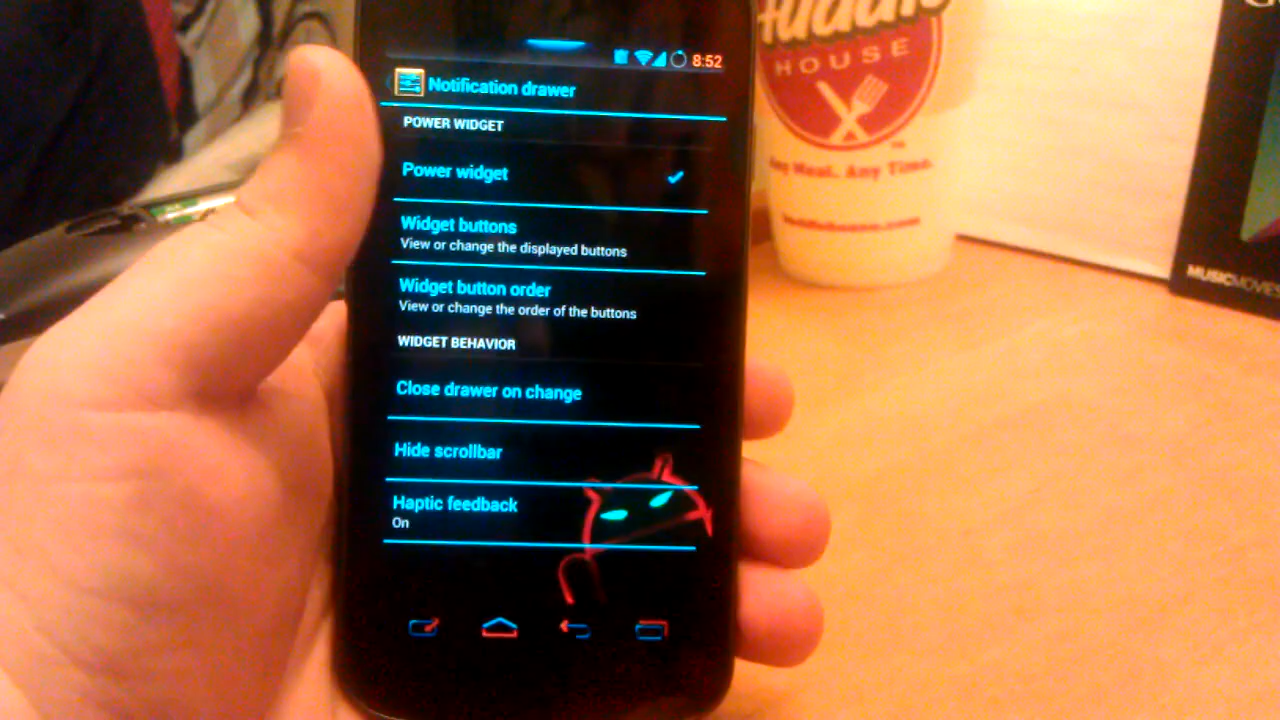 8:52
Notification drawer
POWER WIDGET
Power widget
Widget buttons
View or change the displayed buttons
Widget button order
View or change the order of the buttons
WIDGET BEHAVIOR
Close drawer on change
Hide scrollbar
Haptic feedback
On
HOUSE
Any Meal. Any Time.
MUSIC MOVIES